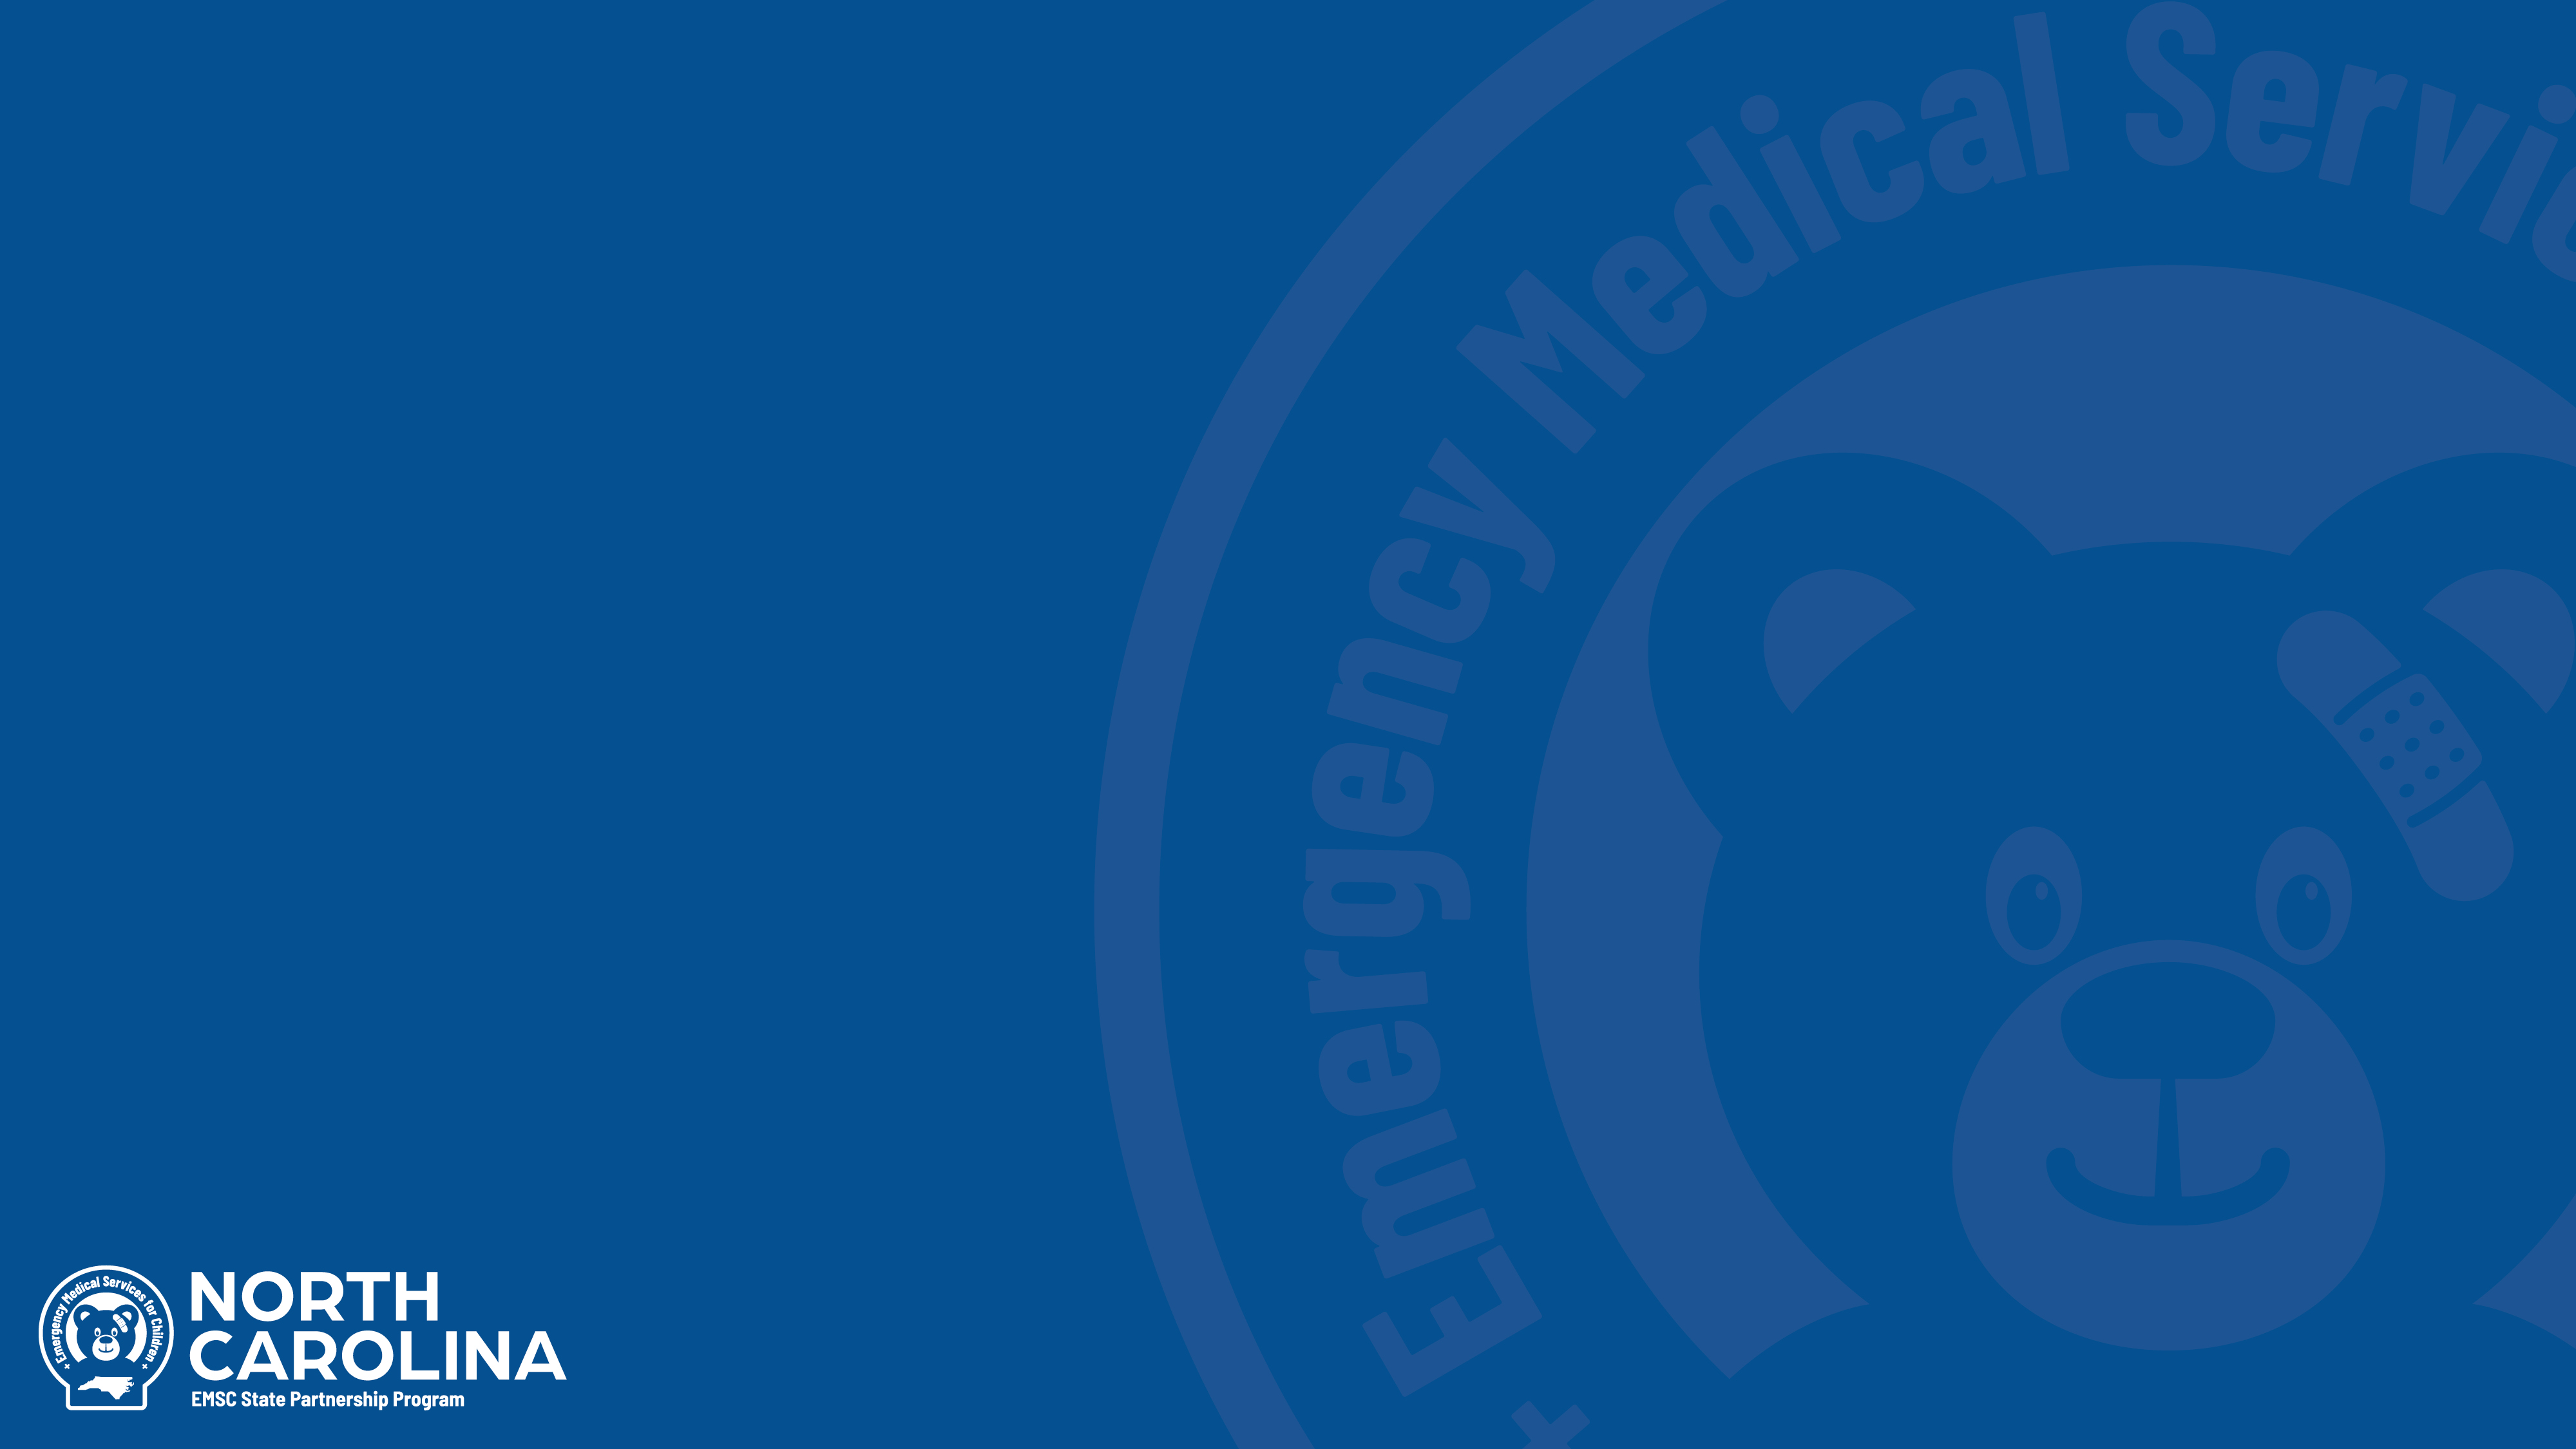 Emergency Medical Servic
Emergency Medical Services for Children
NORTH
CAROLINA
EMSC State Partnership Program